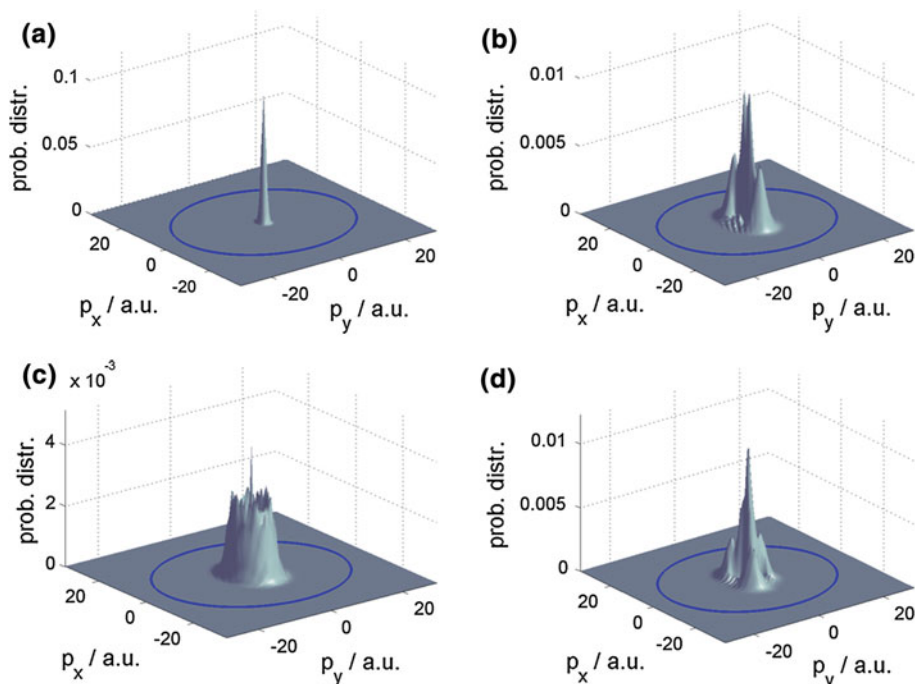 (a)
prob. distr.
0.1
0.05
0
20
0
-20
p_x / a.u.
-20
0
20
p_y / a.u.
(b)
prob. distr.
0.01
0.005
0
20
0
-20
p_x / a.u.
-20
0
20
p_y / a.u.
(c)
x 10^-3
prob. distr.
4
2
0
20
0
-20
p_x / a.u.
-20
0
20
p_y / a.u.
(d)
prob. distr.
0.01
0.005
0
20
0
-20
p_x / a.u.
-20
0
20
p_y / a.u.